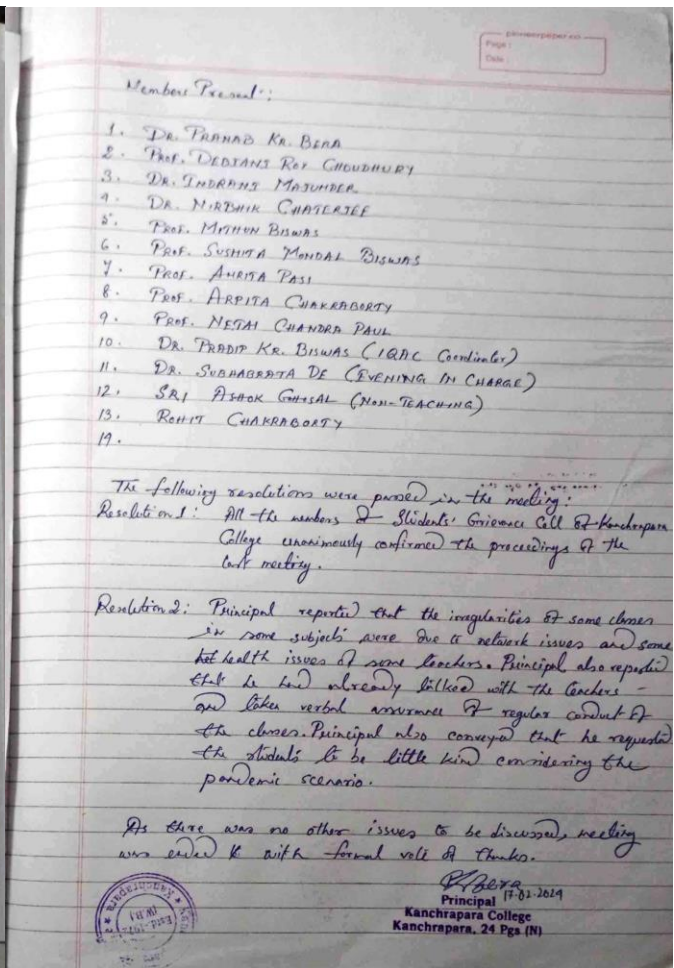 Page :
Date :
Members Present :
1. DR. PRANAB KR. BERA
2. PROF. DEBJANI ROY CHOUDHURY
3. DR. INDRANI MAJUMDER
4. DR. NIRBHIK CHATERJEE
5. PROF. MITHUN BISWAS
6. PROF. SUSHITA MONDAL BISWAS
7. PROF. AMRITA PASI
8. PROF. ARPITA CHAKRABORTY
9. PROF. NETAI CHANDRA PAUL
10. DR. PRADIP KR. BISWAS (IQAC Coordinator)
11. DR. SUBHABRATA DE (EVENING IN CHARGE)
12. SRI ASHOK GHOSAL (NON-TEACHING)
13. ROHIT CHAKRABORTY
14.
The following resolutions were passed in the meeting :
Resolution 1 : All the members of Students' Grievance Cell of Kanchrapara
College unanimously confirmed the proceedings of the
last meeting.
Resolution 2 : Principal reported that the irregularities of some classes
in some subjects were due to network issues and some
health issues of some teachers. Principal also reported
that he had already talked with the teachers -
and taken verbal assurance of regular conduct of
the classes. Principal also conveyed that he requested
the students to be little kind considering the
pandemic scenario.
As there was no other issues to be discussed, meeting
was ended with formal vote of thanks.
17.02.2024
Principal
Kanchrapara College
Kanchrapara, 24 Pgs (N)
Kanchrapara
Estd.-1972
(W.B.)